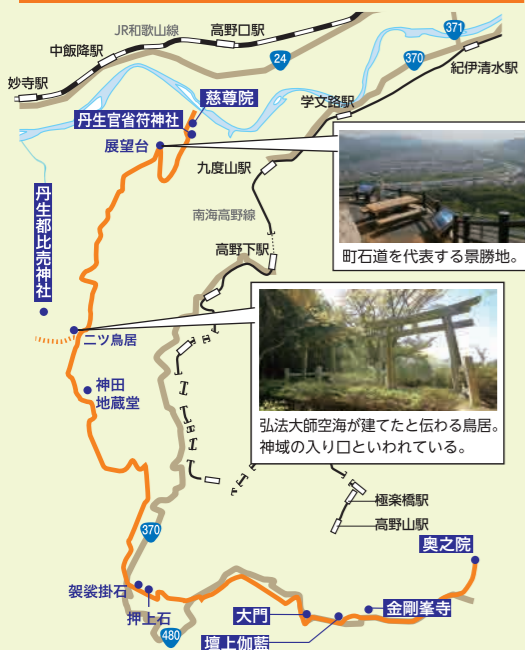 JR和歌山線
高野口駅
371
中飯降駅
24
370
紀伊清水駅
妙寺駅
慈尊院
学文路駅
丹生官省符神社
展望台
九度山駅
丹生都比売神社
南海高野線
町石道を代表する景勝地。
高野下駅
二ツ鳥居
神田
地蔵堂
弘法大師空海が建てたと伝わる鳥居。
神域の入り口といわれている。
極楽橋駅
高野山駅
370
奥之院
袈裟掛石
押上石
480
大門
金剛峯寺
壇上伽藍